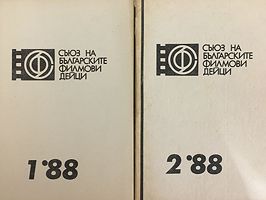 СЪЮЗ НА
БЪЛГАРСКИТЕ
ФИЛМОВИ
ДЕЙЦИ
1·88
СЪЮЗ НА
БЪЛГАРСКИТЕ
ФИЛМОВИ
ДЕЙЦИ
2·88